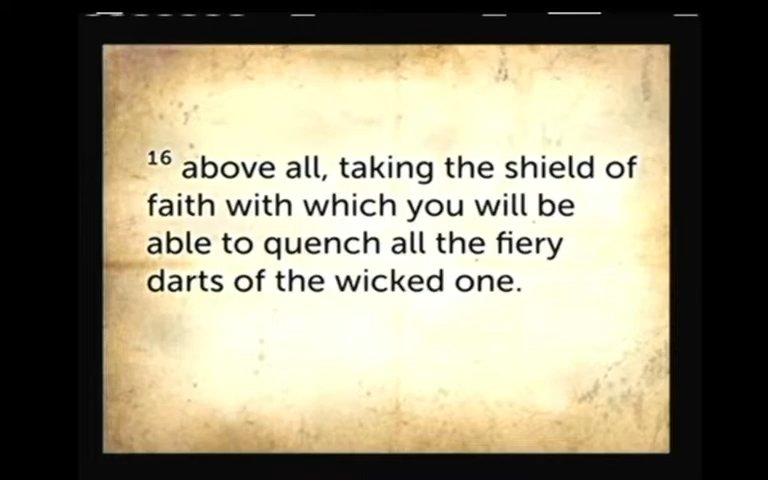 16 above all, taking the shield of
faith with which you will be
able to quench all the fiery
darts of the wicked one.